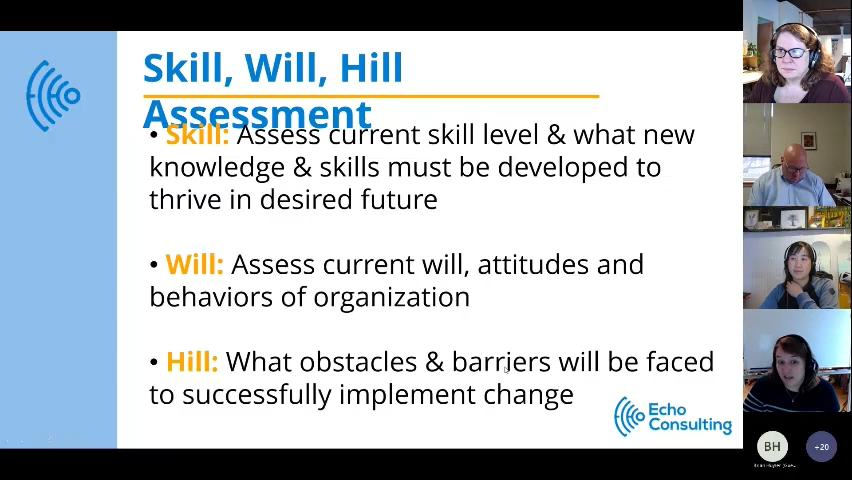 Skill, Will, Hill
Assessment
• Skill: Assess current skill level & what new
knowledge & skills must be developed to
thrive in desired future
• Will: Assess current will, attitudes and
behaviors of organization
• Hill: What obstacles & barriers will be faced
to successfully implement change
Echo
Consulting
Echo
BH
+20